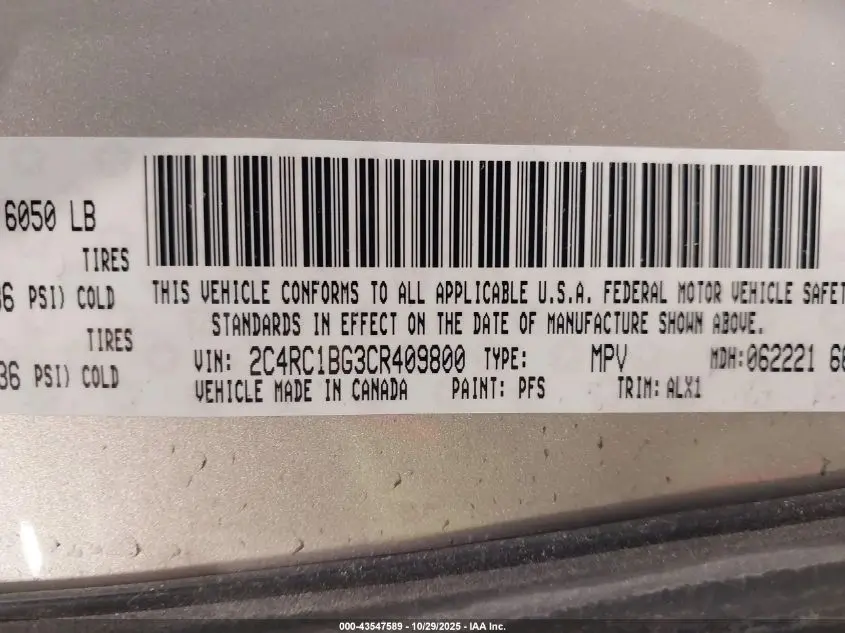 6050 LB
TIRES
36 PSI) COLD
THIS VEHICLE CONFORMS TO ALL APPLICABLE U.S.A. FEDERAL MOTOR VEHICLE SAFET
STANDARDS IN EFFECT ON THE DATE OF MANUFACTURE SHOWN ABOVE.
TIRES
36 PSI) COLD
VIN: 2C4RC1BG3CR409800 TYPE: MPV MDH:062221
VEHICLE MADE IN CANADA PAINT: PFS TRIM: ALX1
000-43547589 - 10/29/2025 - IAA Inc.